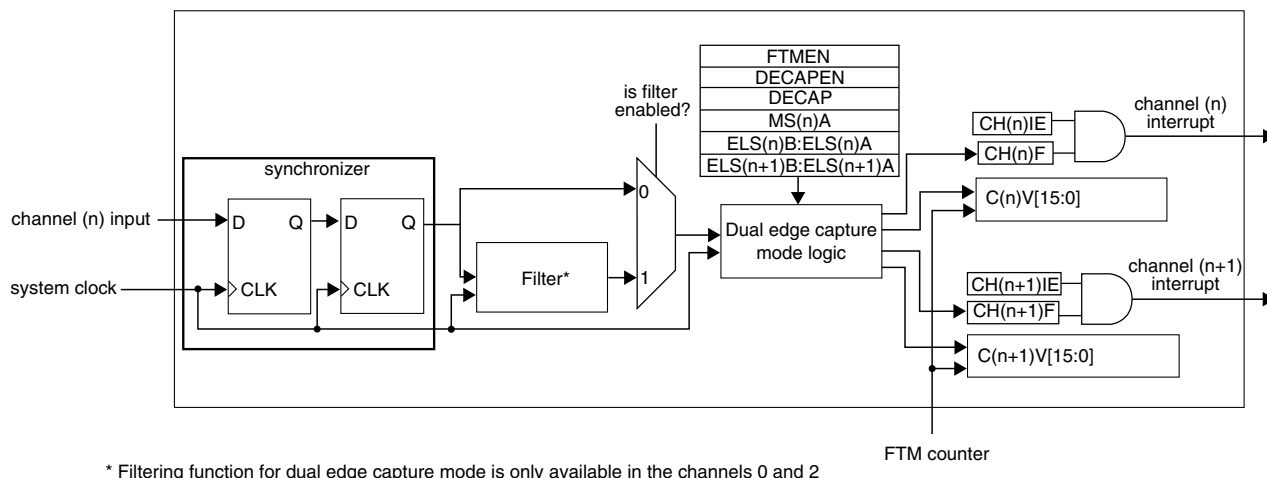 FTMEN
DECAPEN
DECAP
MS(n)A
ELS(n)B:ELS(n)A
ELS(n+1)B:ELS(n+1)A
is filter
enabled?
synchronizer
channel (n) input
system clock
D Q
CLK
D Q
CLK
Filter*
0
1
Dual edge capture
mode logic
CH(n)IE
CH(n)F
channel (n)
interrupt
C(n)V[15:0]
CH(n+1)IE
CH(n+1)F
channel (n+1)
interrupt
C(n+1)V[15:0]
FTM counter
* Filtering function for dual edge capture mode is only available in the channels 0 and 2